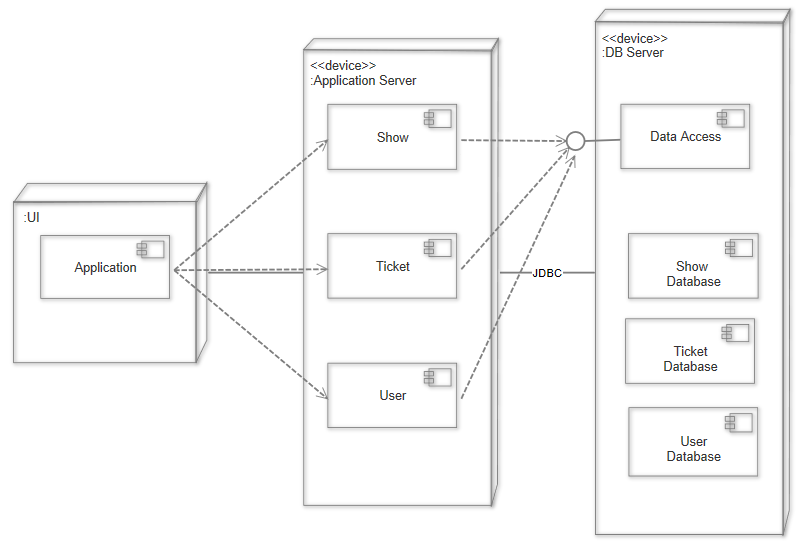 :UI
Application
<<device>>
:Application Server
Show
Ticket
User
JDBC
<<device>>
:DB Server
Data Access
Show
Database
Ticket
Database
User
Database